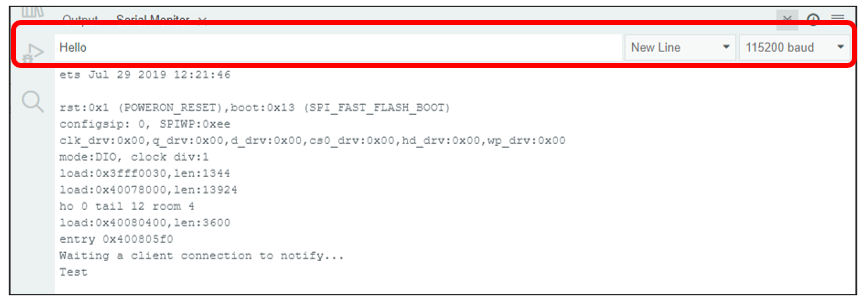 Output Serial Monitor
Hello New Line 115200 baud
ets Jul 29 2019 12:21:46
rst:0x1 (POWERON_RESET),boot:0x13 (SPI_FAST_FLASH_BOOT)
configsip: 0, SPIWP:0xee
clk_drv:0x00,q_drv:0x00,d_drv:0x00,cs0_drv:0x00,hd_drv:0x00,wp_drv:0x00
mode:DIO, clock div:1
load:0x3fff0030,len:1344
load:0x40078000,len:13924
ho 0 tail 12 room 4
load:0x40080400,len:3600
entry 0x400805f0
Waiting a client connection to notify...
Test